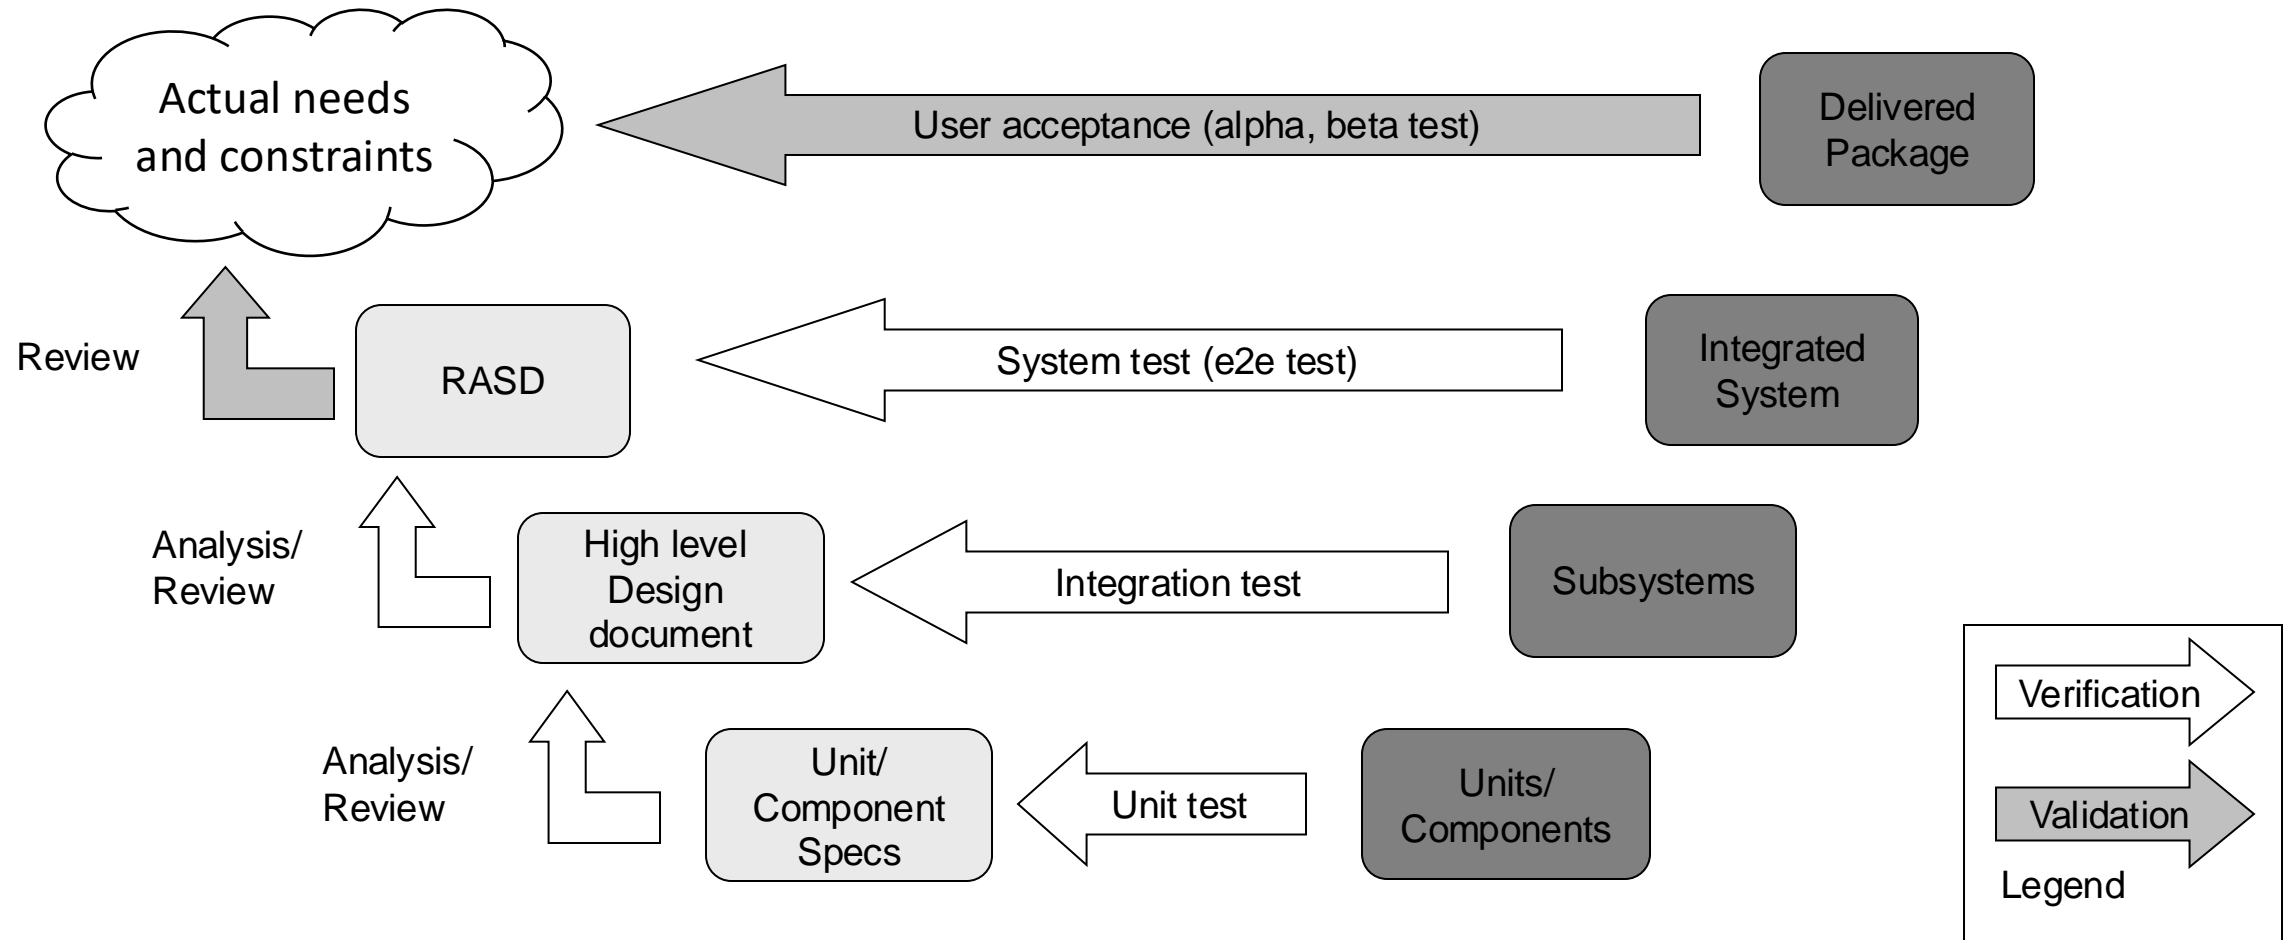 Actual needs
and constraints
User acceptance (alpha, beta test)
Delivered
Package
Review
RASD
System test (e2e test)
Integrated
System
Analysis/
Review
High level
Design
document
Integration test
Subsystems
Analysis/
Review
Unit/
Component
Specs
Unit test
Units/
Components
Verification
Validation
Legend